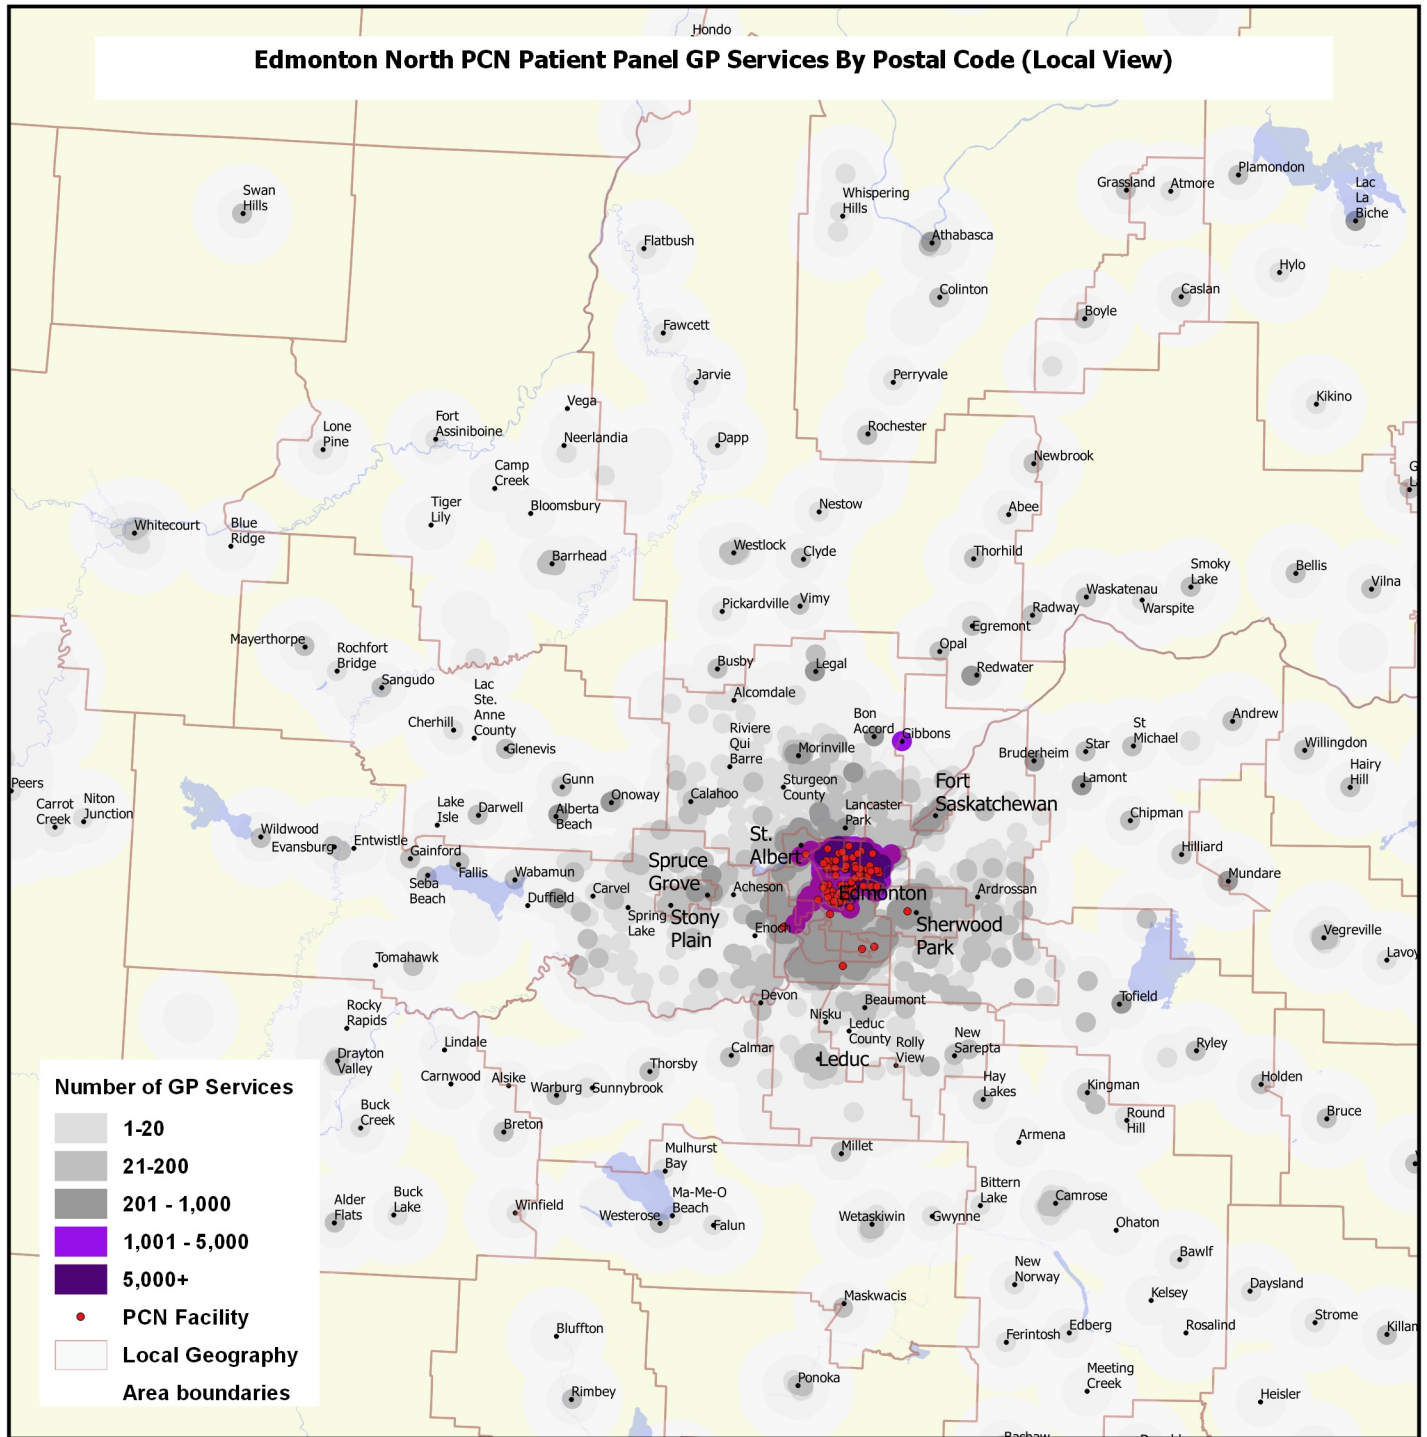 Hondo
Edmonton North PCN Patient Panel GP Services By Postal Code (Local View)
Swan
Hills
Whispering
Hills
Grassland
Atmore
Plamondon
Lac
La
Biche
Flatbush
Athabasca
Hylo
Colinton
Caslan
Boyle
Fawcett
Jarvie
Perryvale
Kikino
Vega
Lone
Pine
Fort
Assiniboine
Neerlandia
Dapp
Rochester
Newbrook
Camp
Creek
Tiger
Lily
Bloomsbury
Nestow
Abee
Whitecourt
Blue
Ridge
Barrhead
Westlock
Clyde
Thorhild
Smoky
Lake
Bellis
Vilna
Waskatenau
Warspite
Pickardville
Vimy
Radway
Egremont
Mayerthorpe
Rochfort
Bridge
Opal
Busby
Legal
Redwater
Sangudo
Lac
Ste.
Anne
County
Alcomdale
Cherhill
Glenevis
Riviere
Qui
Barre
Bon
Accord
Gibbons
Morinville
Bruderheim
Star
St
Michael
Andrew
Willingdon
Hairy
Hill
Peers
Carrot
Creek
Niton
Junction
Gunn
Onoway
Alberta
Beach
Calahoo
Sturgeon
County
Lancaster
Park
Fort
Saskatchewan
Lamont
Chipman
Lake
Isle
Darwell
Wildwood
Evansburg
Entwistle
Gainford
Seba
Beach
Fallis
Wabamun
Duffield
Carvel
Spring
Lake
Spruce
Grove
Stony
Plain
Acheson
St.
Albert
Edmonton
Enoch
Sherwood
Park
Ardrossan
Hilliard
Mundare
Vegreville
Lavoy
Tomahawk
Devon
Beaumont
Nisku
Leduc
County
Rolly
View
New
Sarepta
Tofield
Ryley
Rocky
Rapids
Lindale
Drayton
Valley
Carnwood
Alsike
Warburg
Sunnybrook
Thorsby
Calmar
Leduc
Hay
Lakes
Kingman
Holden
Bruce
Buck
Creek
Breton
Round
Hill
Armena
Millet
Mulhurst
Bay
Ma-Me-O
Beach
Bittern
Lake
Camrose
Alder
Flats
Buck
Lake
Winfield
Westerose
Falun
Wetaskiwin
Gwynne
Ohaton
Bawlf
New
Norway
Kelsey
Daysland
Maskwacis
Strome
Killam
Bluffton
Ferintosh
Edberg
Rosalind
Meeting
Creek
Rimbey
Ponoka
Heisler
Bashaw
Number of GP Services
1-20
21-200
201 - 1,000
1,001 - 5,000
5,000+
PCN Facility
Local Geography
Area boundaries